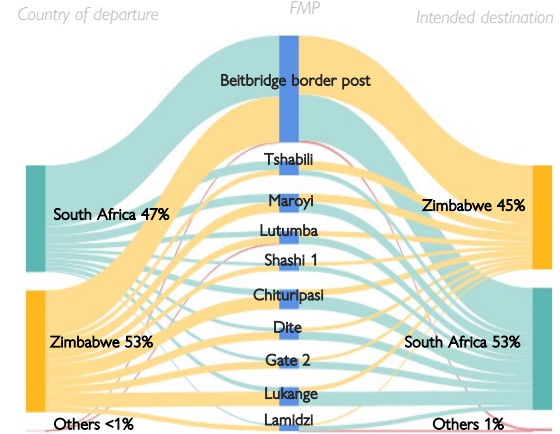 Country of departure
FMP
Intended destination
Beitbridge border post
Tshabili
Maroyi
Lutumba
Shashi 1
Chituripasi
Dite
Gate 2
Lukange
Lamidzi
South Africa 47%
Zimbabwe 53%
Others <1%
Zimbabwe 45%
South Africa 53%
Others 1%